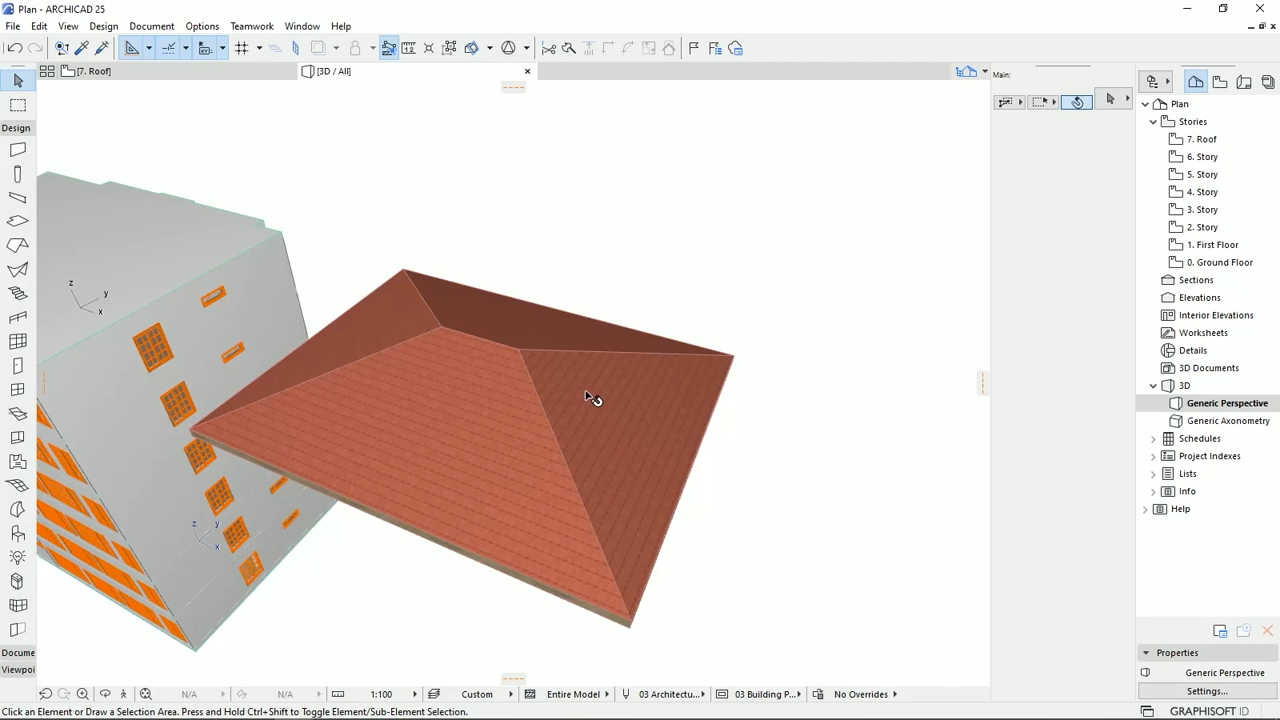 Plan - ARCHICAD 25
File Edit View Design Document Options Teamwork Window Help
[7. Roof]
[3D / All]
Main:
Design
Plan
Stories
7. Roof
6. Story
5. Story
4. Story
3. Story
2. Story
1. First Floor
0. Ground Floor
Sections
Elevations
Interior Elevations
Worksheets
Details
3D Documents
3D
Generic Perspective
Generic Axonometry
Schedules
Project Indexes
Lists
Info
Help
z
y
x
z
y
x
Docume
Viewpoi
Properties
Generic Perspective
Settings...
N/A N/A 1:100 Custom Entire Model 03 Architectu... 03 Building P... No Overrides
Click an Element or Draw a Selection Area. Press and Hold Ctrl+Shift to Toggle Element/Sub-Element Selection.
GRAPHISOFT ID